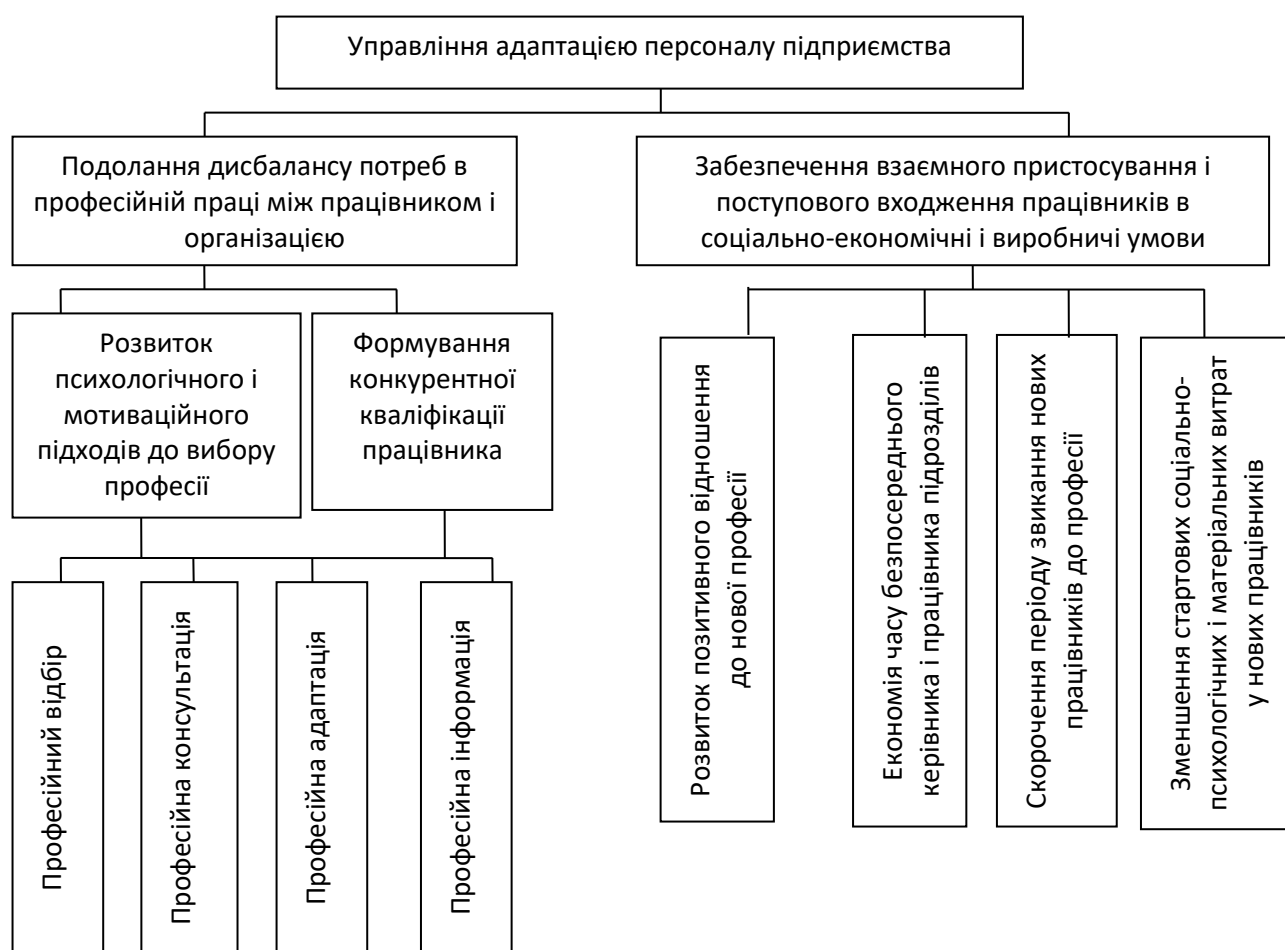 Управління адаптацією персоналу підприємства
Подолання дисбалансу потреб в
професійній праці між працівником і
організацією
Забезпечення взаємного пристосування і
поступового входження працівників в
соціально-економічні і виробничі умови
Розвиток
психологічного і
мотиваційного
підходів до вибору
професії
Формування
конкурентної
кваліфікації
працівника
Розвиток позитивного відношення
до нової професії
Економія часу безпосереднього
керівника і працівника підрозділів
Скорочення періоду звикання нових
працівників до професії
Зменшення стартових соціально-
психологічних і матеріальних витрат
у нових працівників
Професійний відбір
Професійна консультація
Професійна адаптація
Професійна інформація